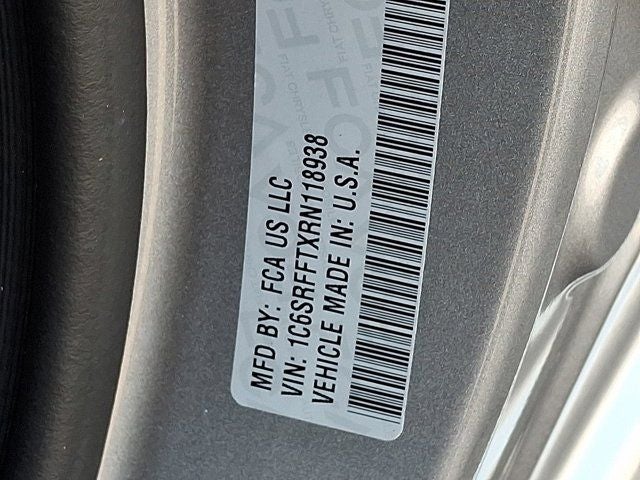 MFD BY: FCA US LLC
VIN: 1C6SRFFTXRN118938
VEHICLE MADE IN: U.S.A.